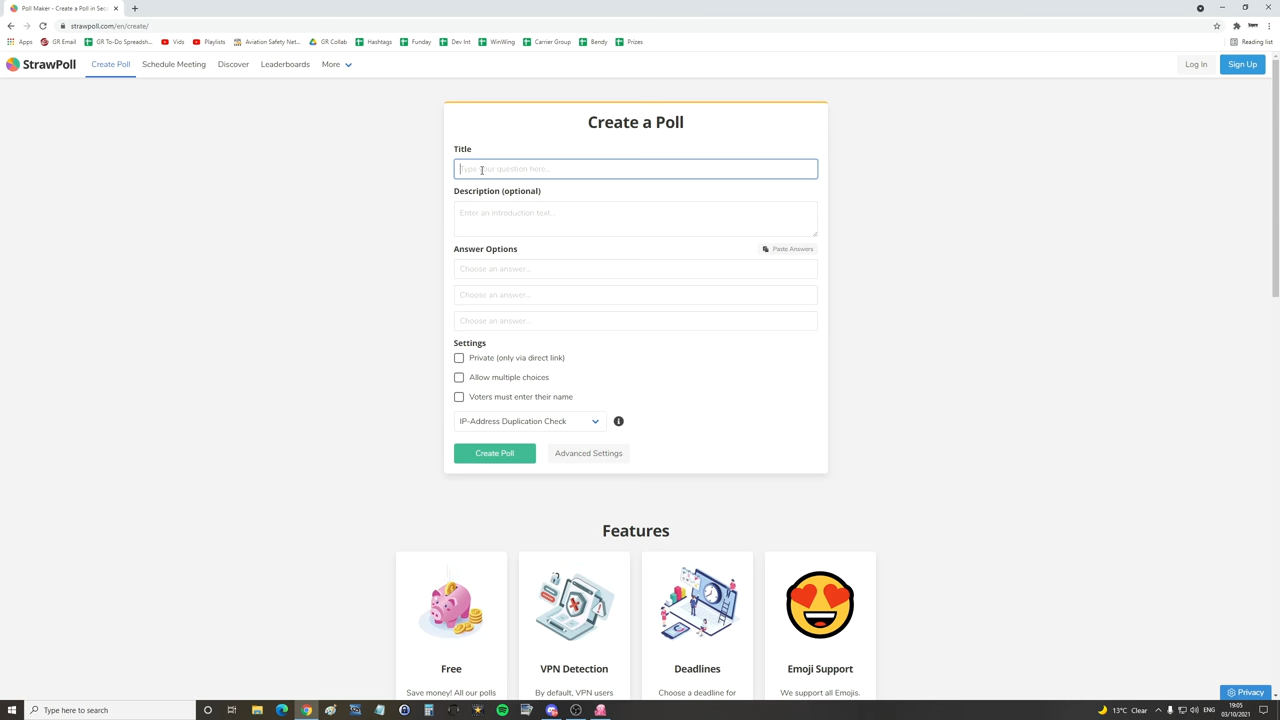 Poll Maker - Create a Poll in Sec
strawpoll.com/en/create/
Apps GR Email GR To-Do Spreadsh... Vids Playlists Aviation Safety Net... GR Collab Hashtags Funday Dev Int WinWing Carrier Group Bendy Prizes Reading list
StrawPoll Create Poll Schedule Meeting Discover Leaderboards More Log In Sign Up
Create a Poll
Title
Type your question here...
Description (optional)
Enter an introduction text...
Answer Options Paste Answers
Choose an answer...
Choose an answer...
Choose an answer...
Settings
Private (only via direct link)
Allow multiple choices
Voters must enter their name
IP-Address Duplication Check
Create Poll Advanced Settings
Features
Free VPN Detection Deadlines Emoji Support
Save money! All our polls By default, VPN users Choose a deadline for We support all Emojis.
Privacy
Type here to search 13°C Clear ENG 19:05
03/10/2021